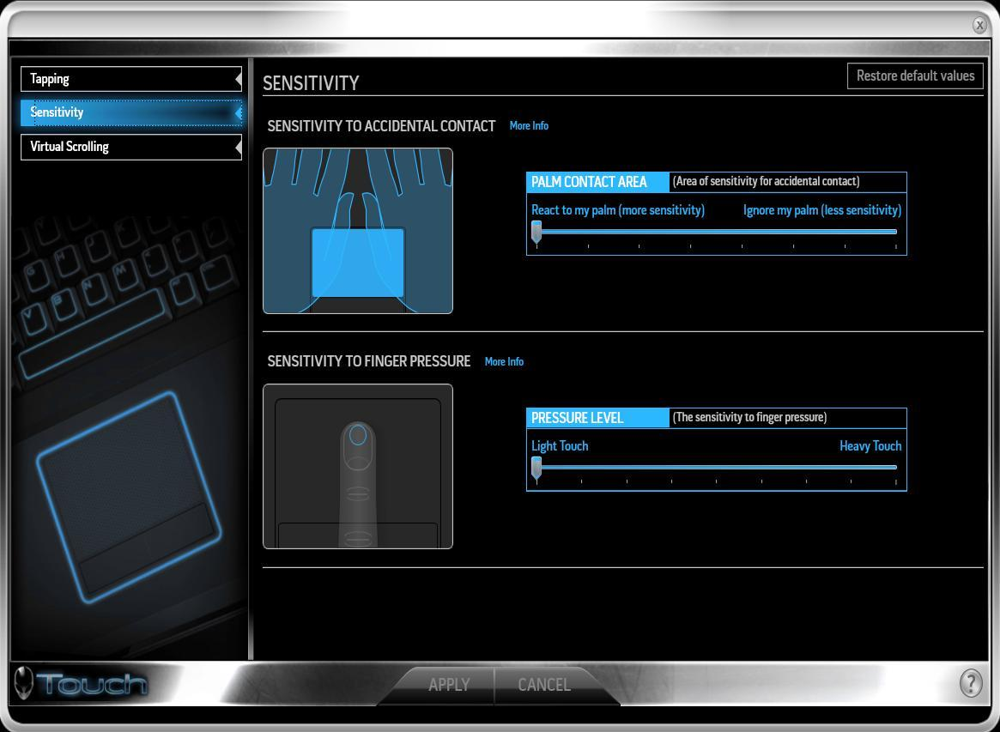 X
Tapping
Sensitivity
Virtual Scrolling
SENSITIVITY
Restore default values
SENSITIVITY TO ACCIDENTAL CONTACT More Info
PALM CONTACT AREA (Area of sensitivity for accidental contact)
React to my palm (more sensitivity) Ignore my palm (less sensitivity)
SENSITIVITY TO FINGER PRESSURE More Info
PRESSURE LEVEL (The sensitivity to finger pressure)
Light Touch Heavy Touch
G H J
V B N M
Touch
APPLY CANCEL
?